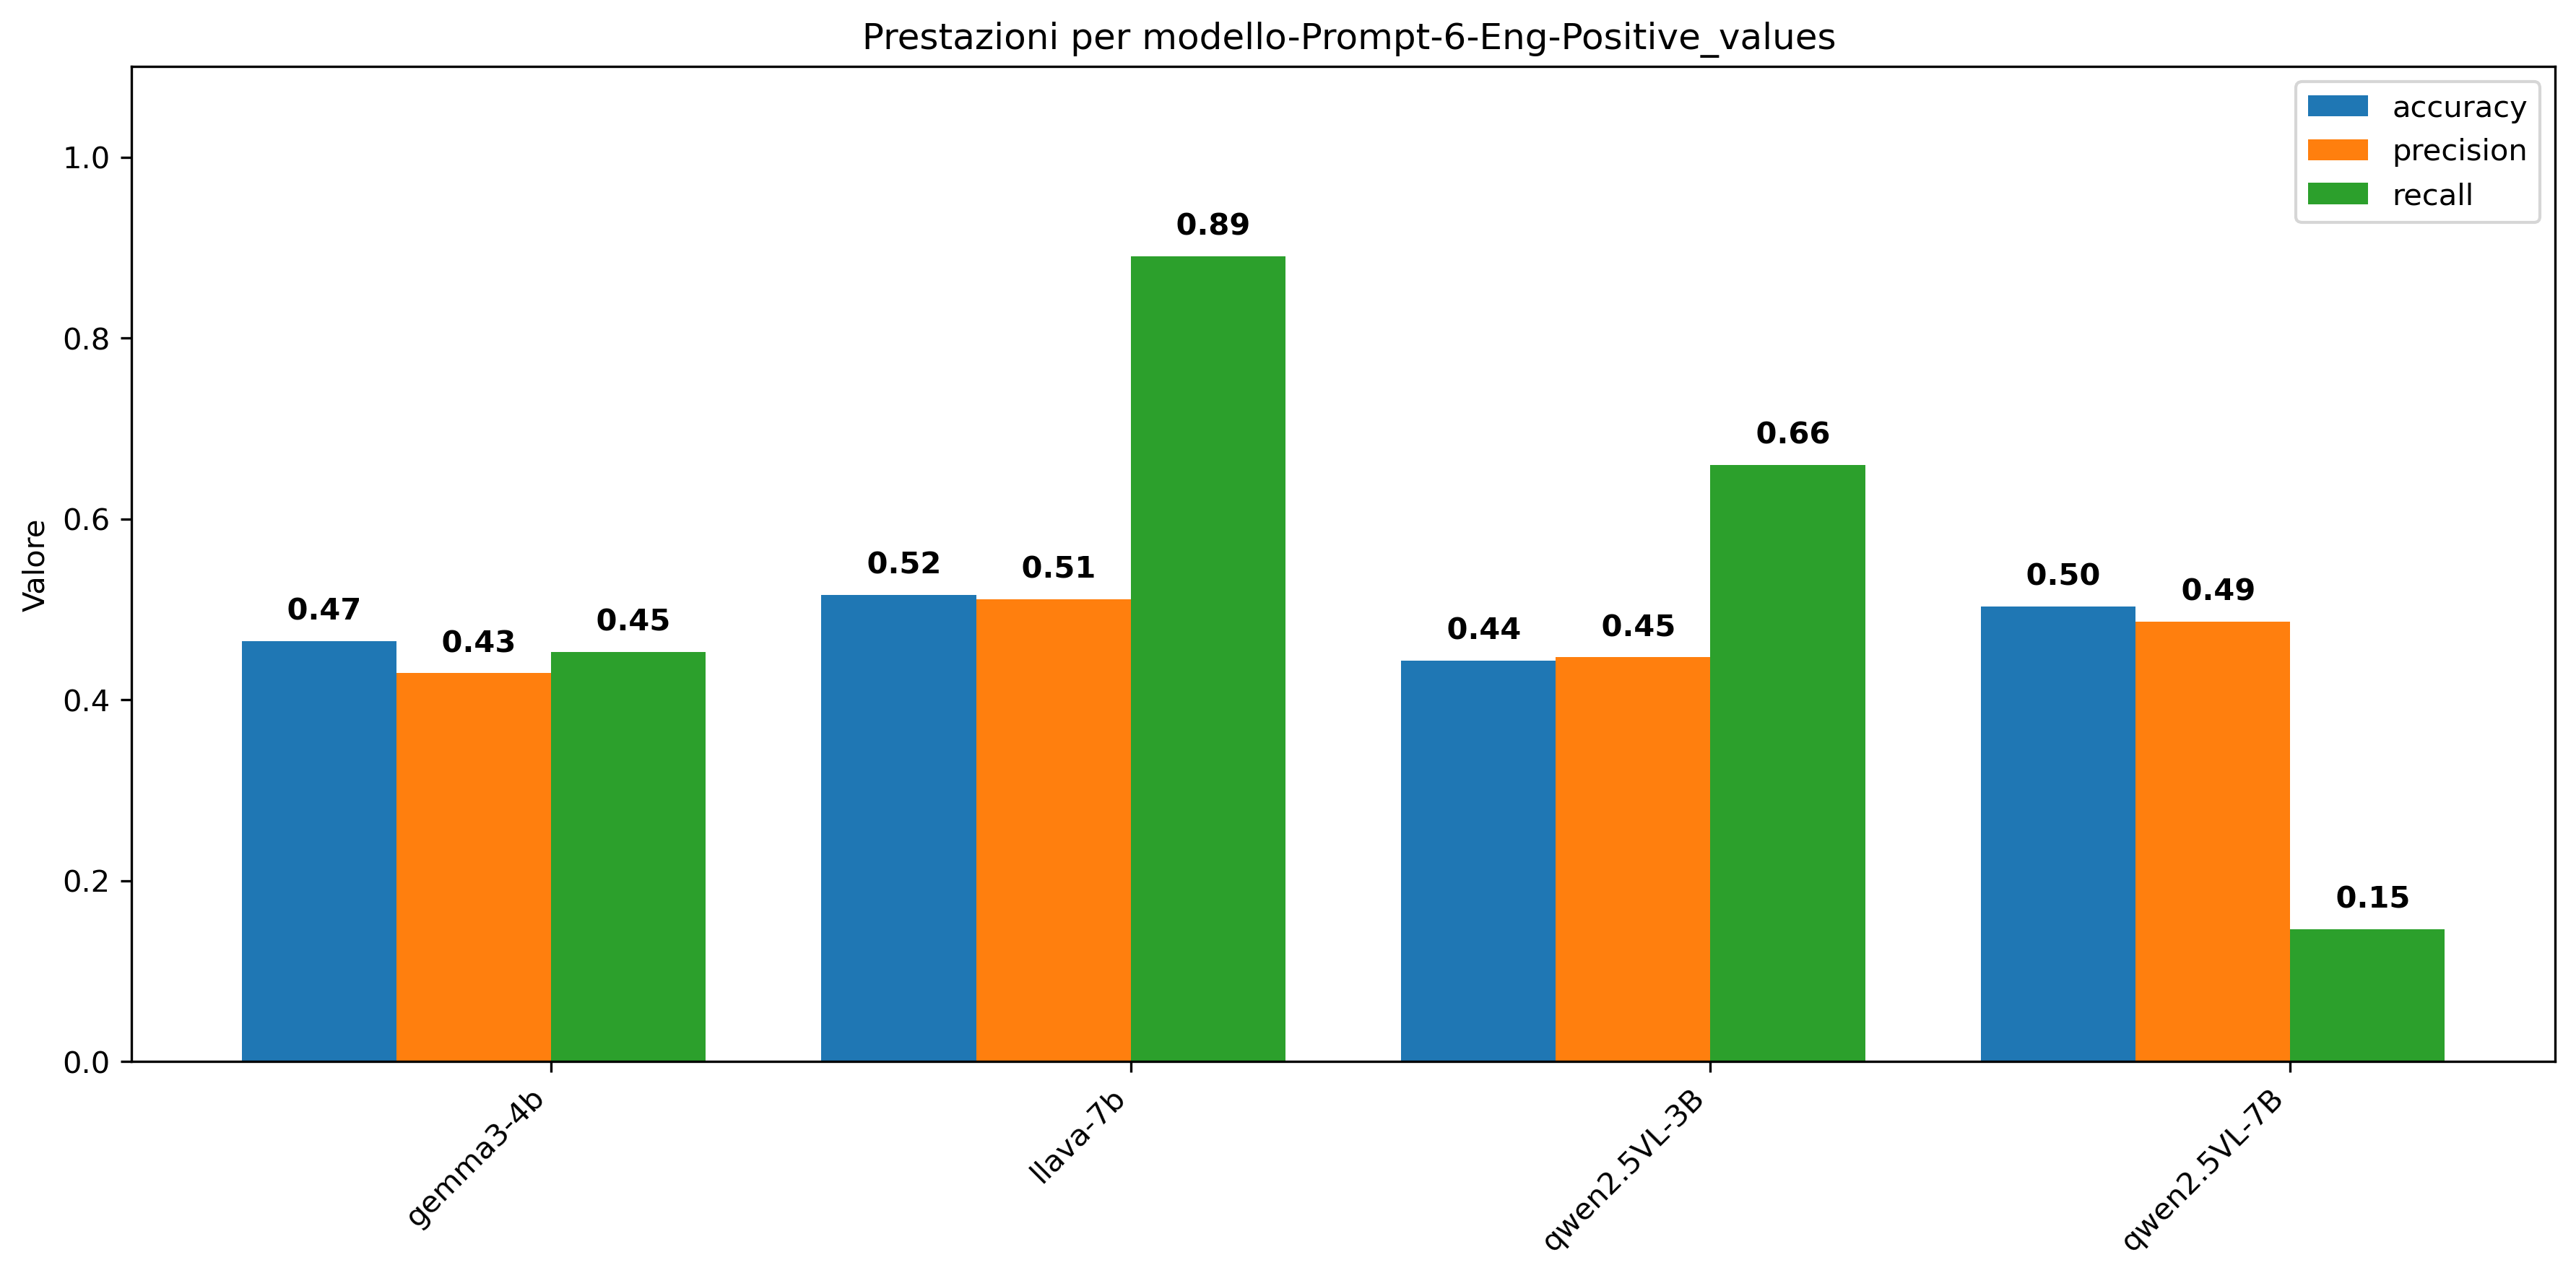 Prestazioni per modello-Prompt-6-Eng-Positive_values
accuracy
precision
recall
Valore
1.0
0.8
0.6
0.4
0.2
0.0
0.47
0.43
0.45
0.52
0.51
0.89
0.44
0.45
0.66
0.50
0.49
0.15
gemma3-4b
llava-7b
qwen2.5VL-3B
qwen2.5VL-7B